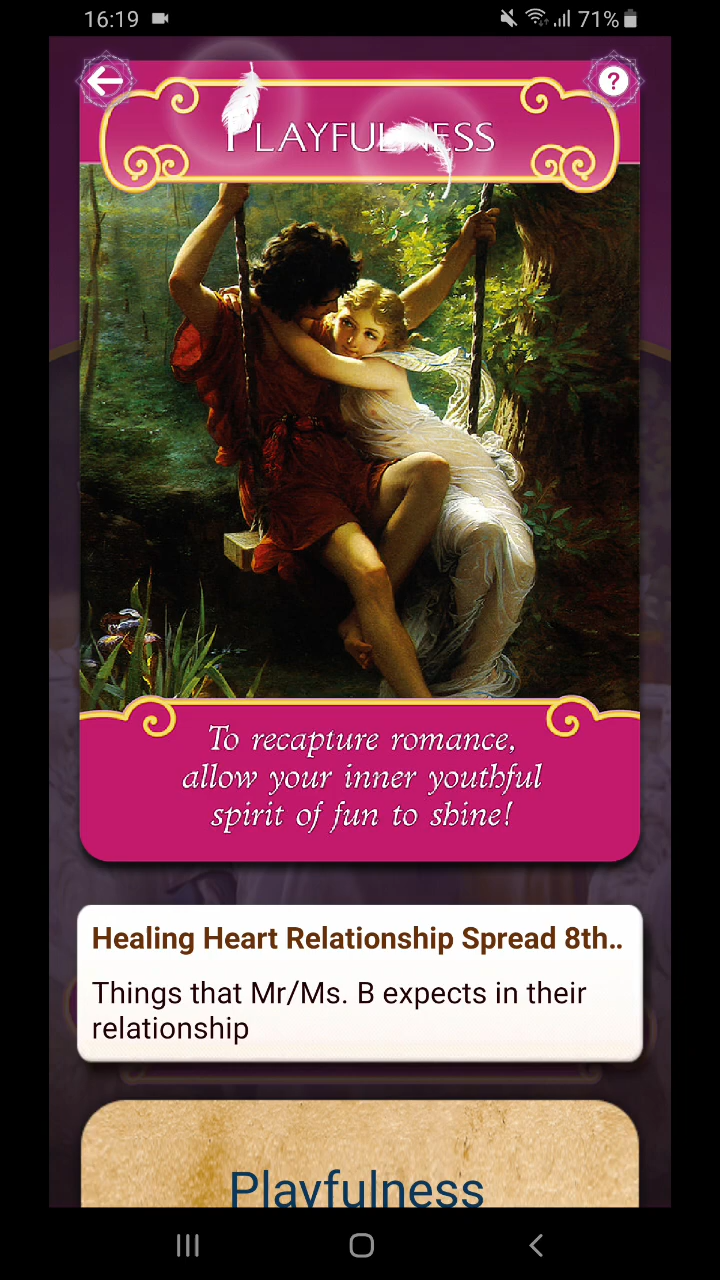 16:19
71%
?
PLAYFULNESS
To recapture romance,
allow your inner youthful
spirit of fun to shine!
Healing Heart Relationship Spread 8th..
Things that Mr/Ms. B expects in their
relationship
Playfulness